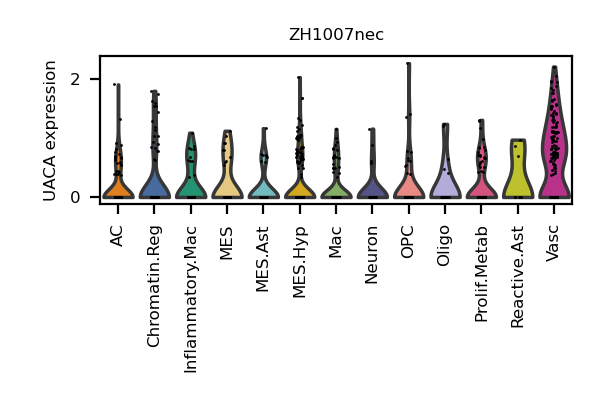 ZH1007nec
UACA expression
2
0
AC
Chromatin.Reg
Inflammatory.Mac
MES
MES.Ast
MES.Hyp
Mac
Neuron
OPC
Oligo
Prolif.Metab
Reactive.Ast
Vasc